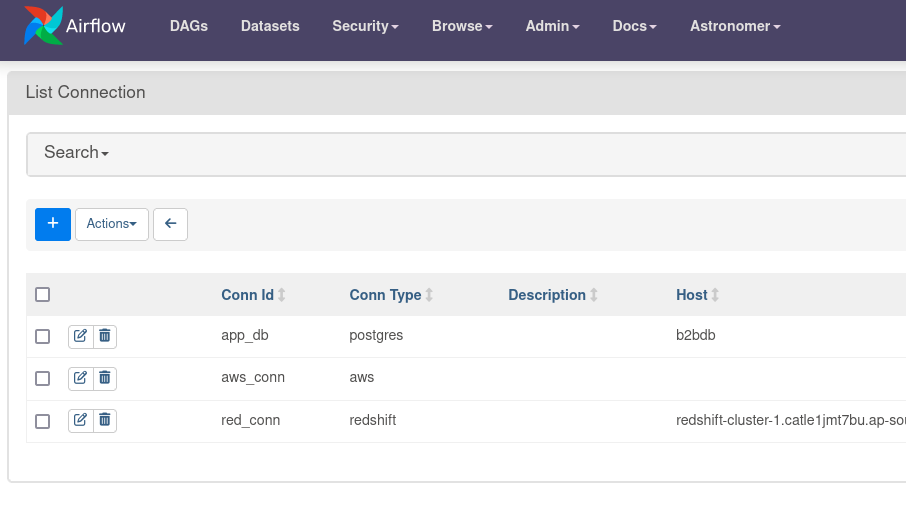 Airflow DAGs Datasets Security Browse Admin Docs Astronomer
List Connection
Search
+ Actions
Conn Id Conn Type Description Host
app_db postgres b2bdb
aws_conn aws
red_conn redshift redshift-cluster-1.catle1jmt7bu.ap-sou